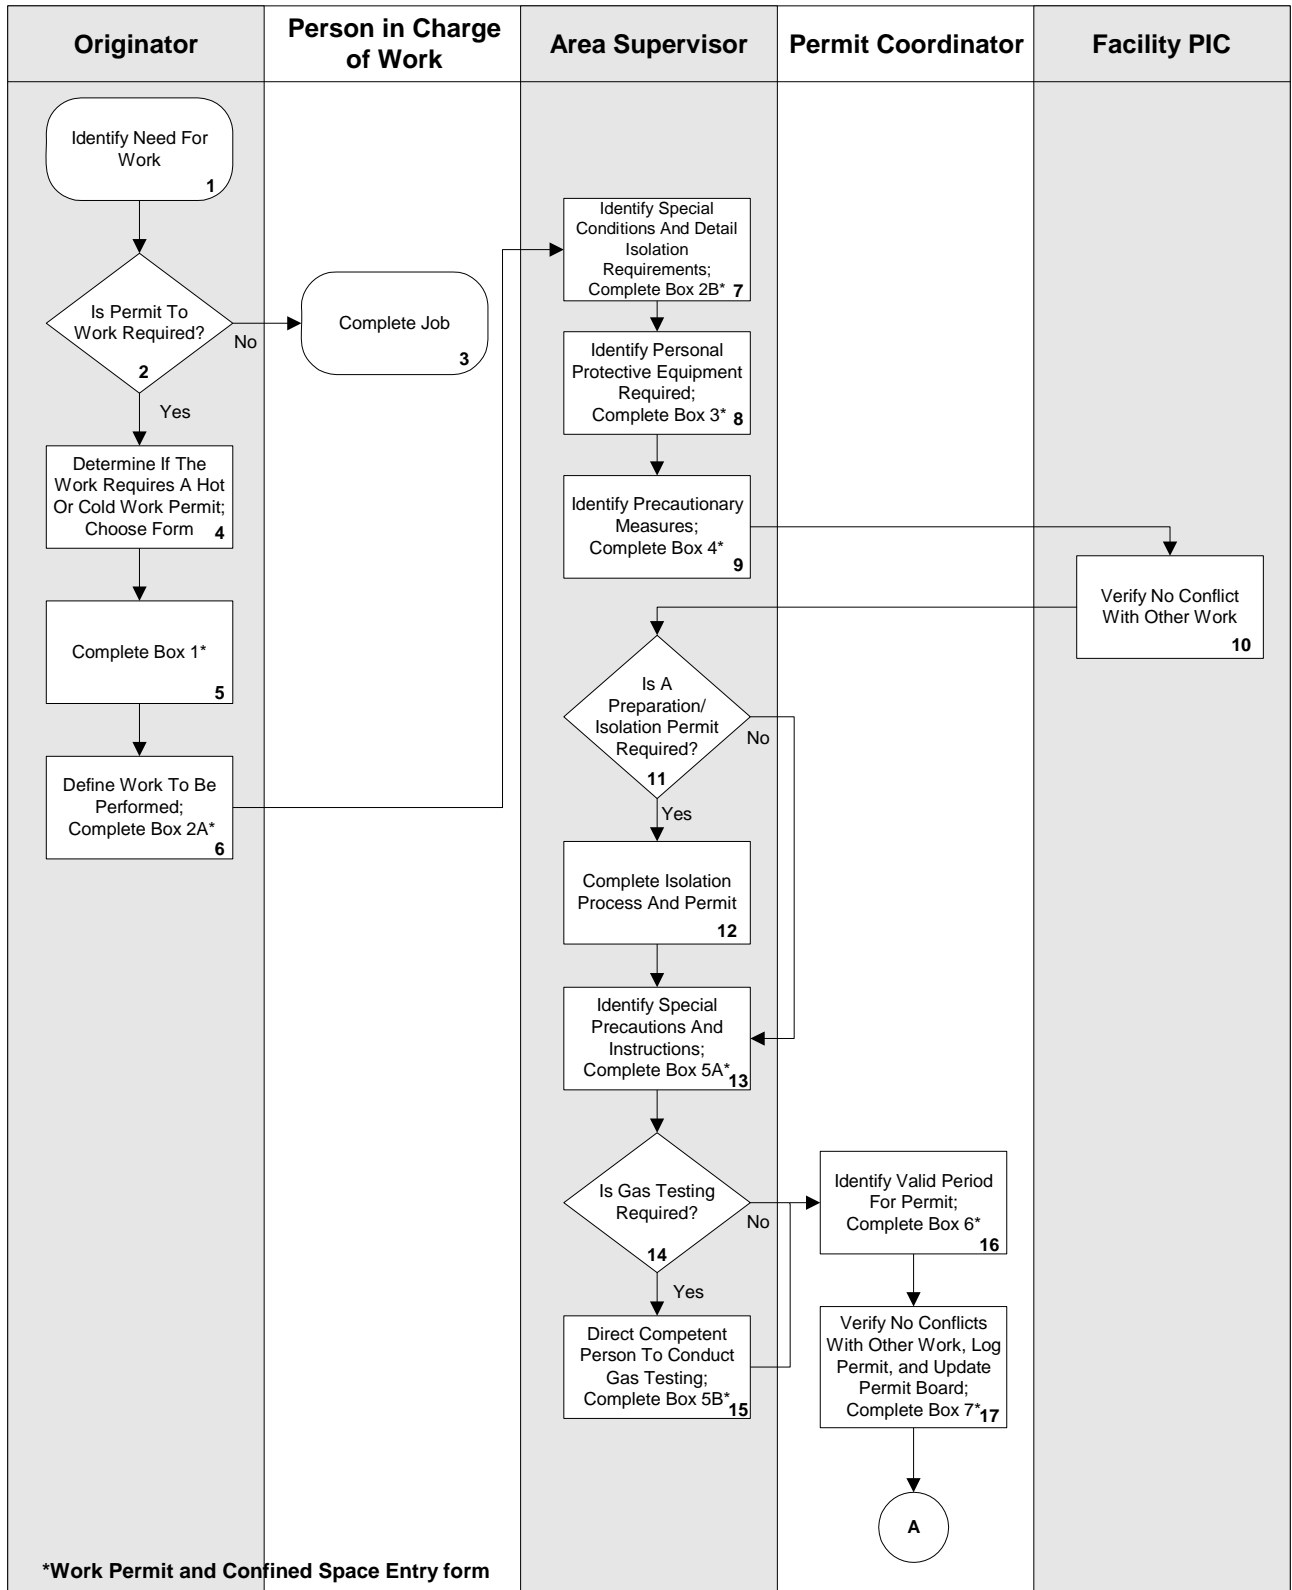 Originator
Person in Charge
of Work
Area Supervisor
Permit Coordinator
Facility PIC
Identify Need For
Work
1
Is Permit To
Work Required?
2
No
Yes
Complete Job
3
Determine If The
Work Requires A Hot
Or Cold Work Permit;
Choose Form
4
Complete Box 1*
5
Define Work To Be
Performed;
Complete Box 2A*
6
Identify Special
Conditions And Detail
Isolation
Requirements;
Complete Box 2B*
7
Identify Personal
Protective Equipment
Required;
Complete Box 3*
8
Identify Precautionary
Measures;
Complete Box 4*
9
Verify No Conflict
With Other Work
10
Is A
Preparation/
Isolation Permit
Required?
11
No
Yes
Complete Isolation
Process And Permit
12
Identify Special
Precautions And
Instructions;
Complete Box 5A*
13
Is Gas Testing
Required?
14
No
Yes
Direct Competent
Person To Conduct
Gas Testing;
Complete Box 5B*
15
Identify Valid Period
For Permit;
Complete Box 6*
16
Verify No Conflicts
With Other Work, Log
Permit, and Update
Permit Board;
Complete Box 7*
17
A
*Work Permit and Confined Space Entry form